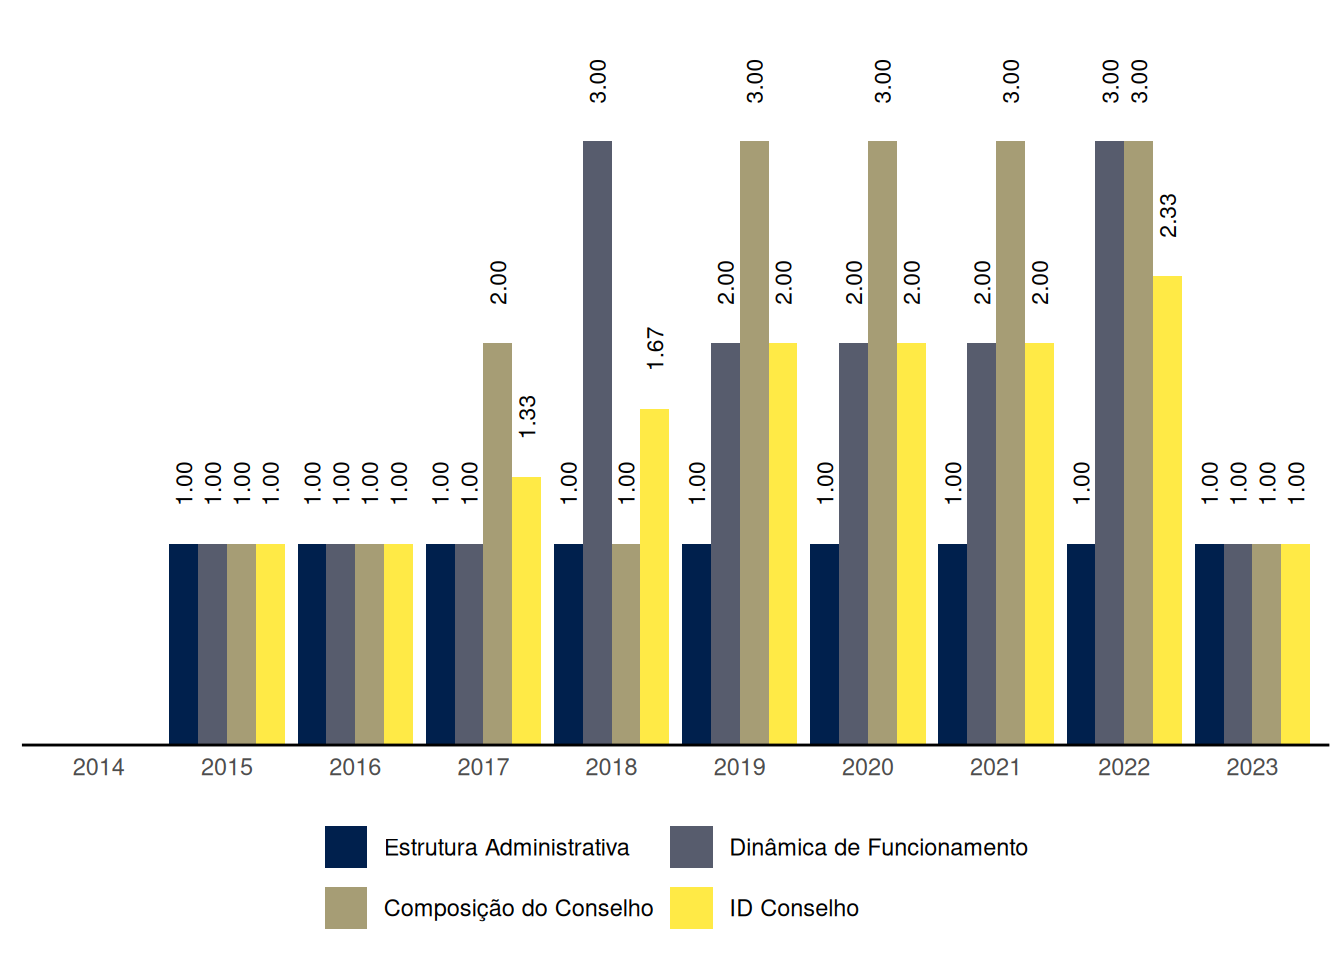 3.00 3.00 3.00 3.00 3.00 3.00
2.33
2.00 2.00 2.00 2.00 2.00 2.00 2.00
1.67
1.33
1.00 1.00 1.00 1.00 1.00 1.00 1.00 1.00 1.00 1.00 1.00 1.00 1.00 1.00 1.00 1.00 1.00 1.00 1.00 1.00
2014 2015 2016 2017 2018 2019 2020 2021 2022 2023
Estrutura Administrativa Dinâmica de Funcionamento
Composição do Conselho ID Conselho